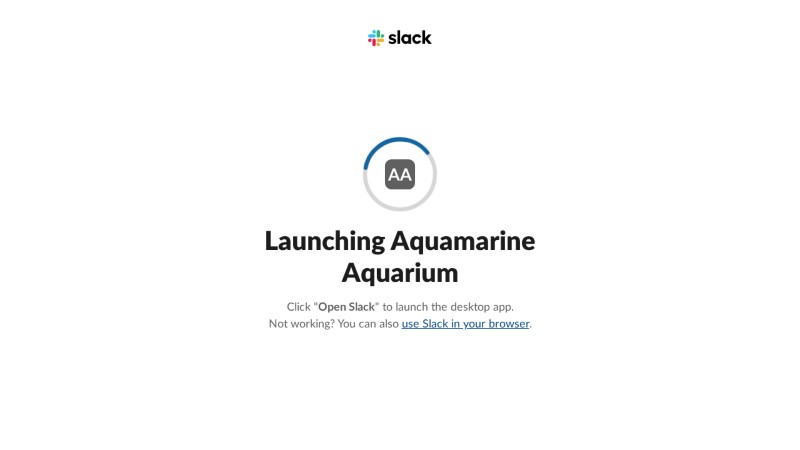 slack
AA
Launching Aquamarine
Aquarium
Click "Open Slack" to launch the desktop app.
Not working? You can also use Slack in your browser.